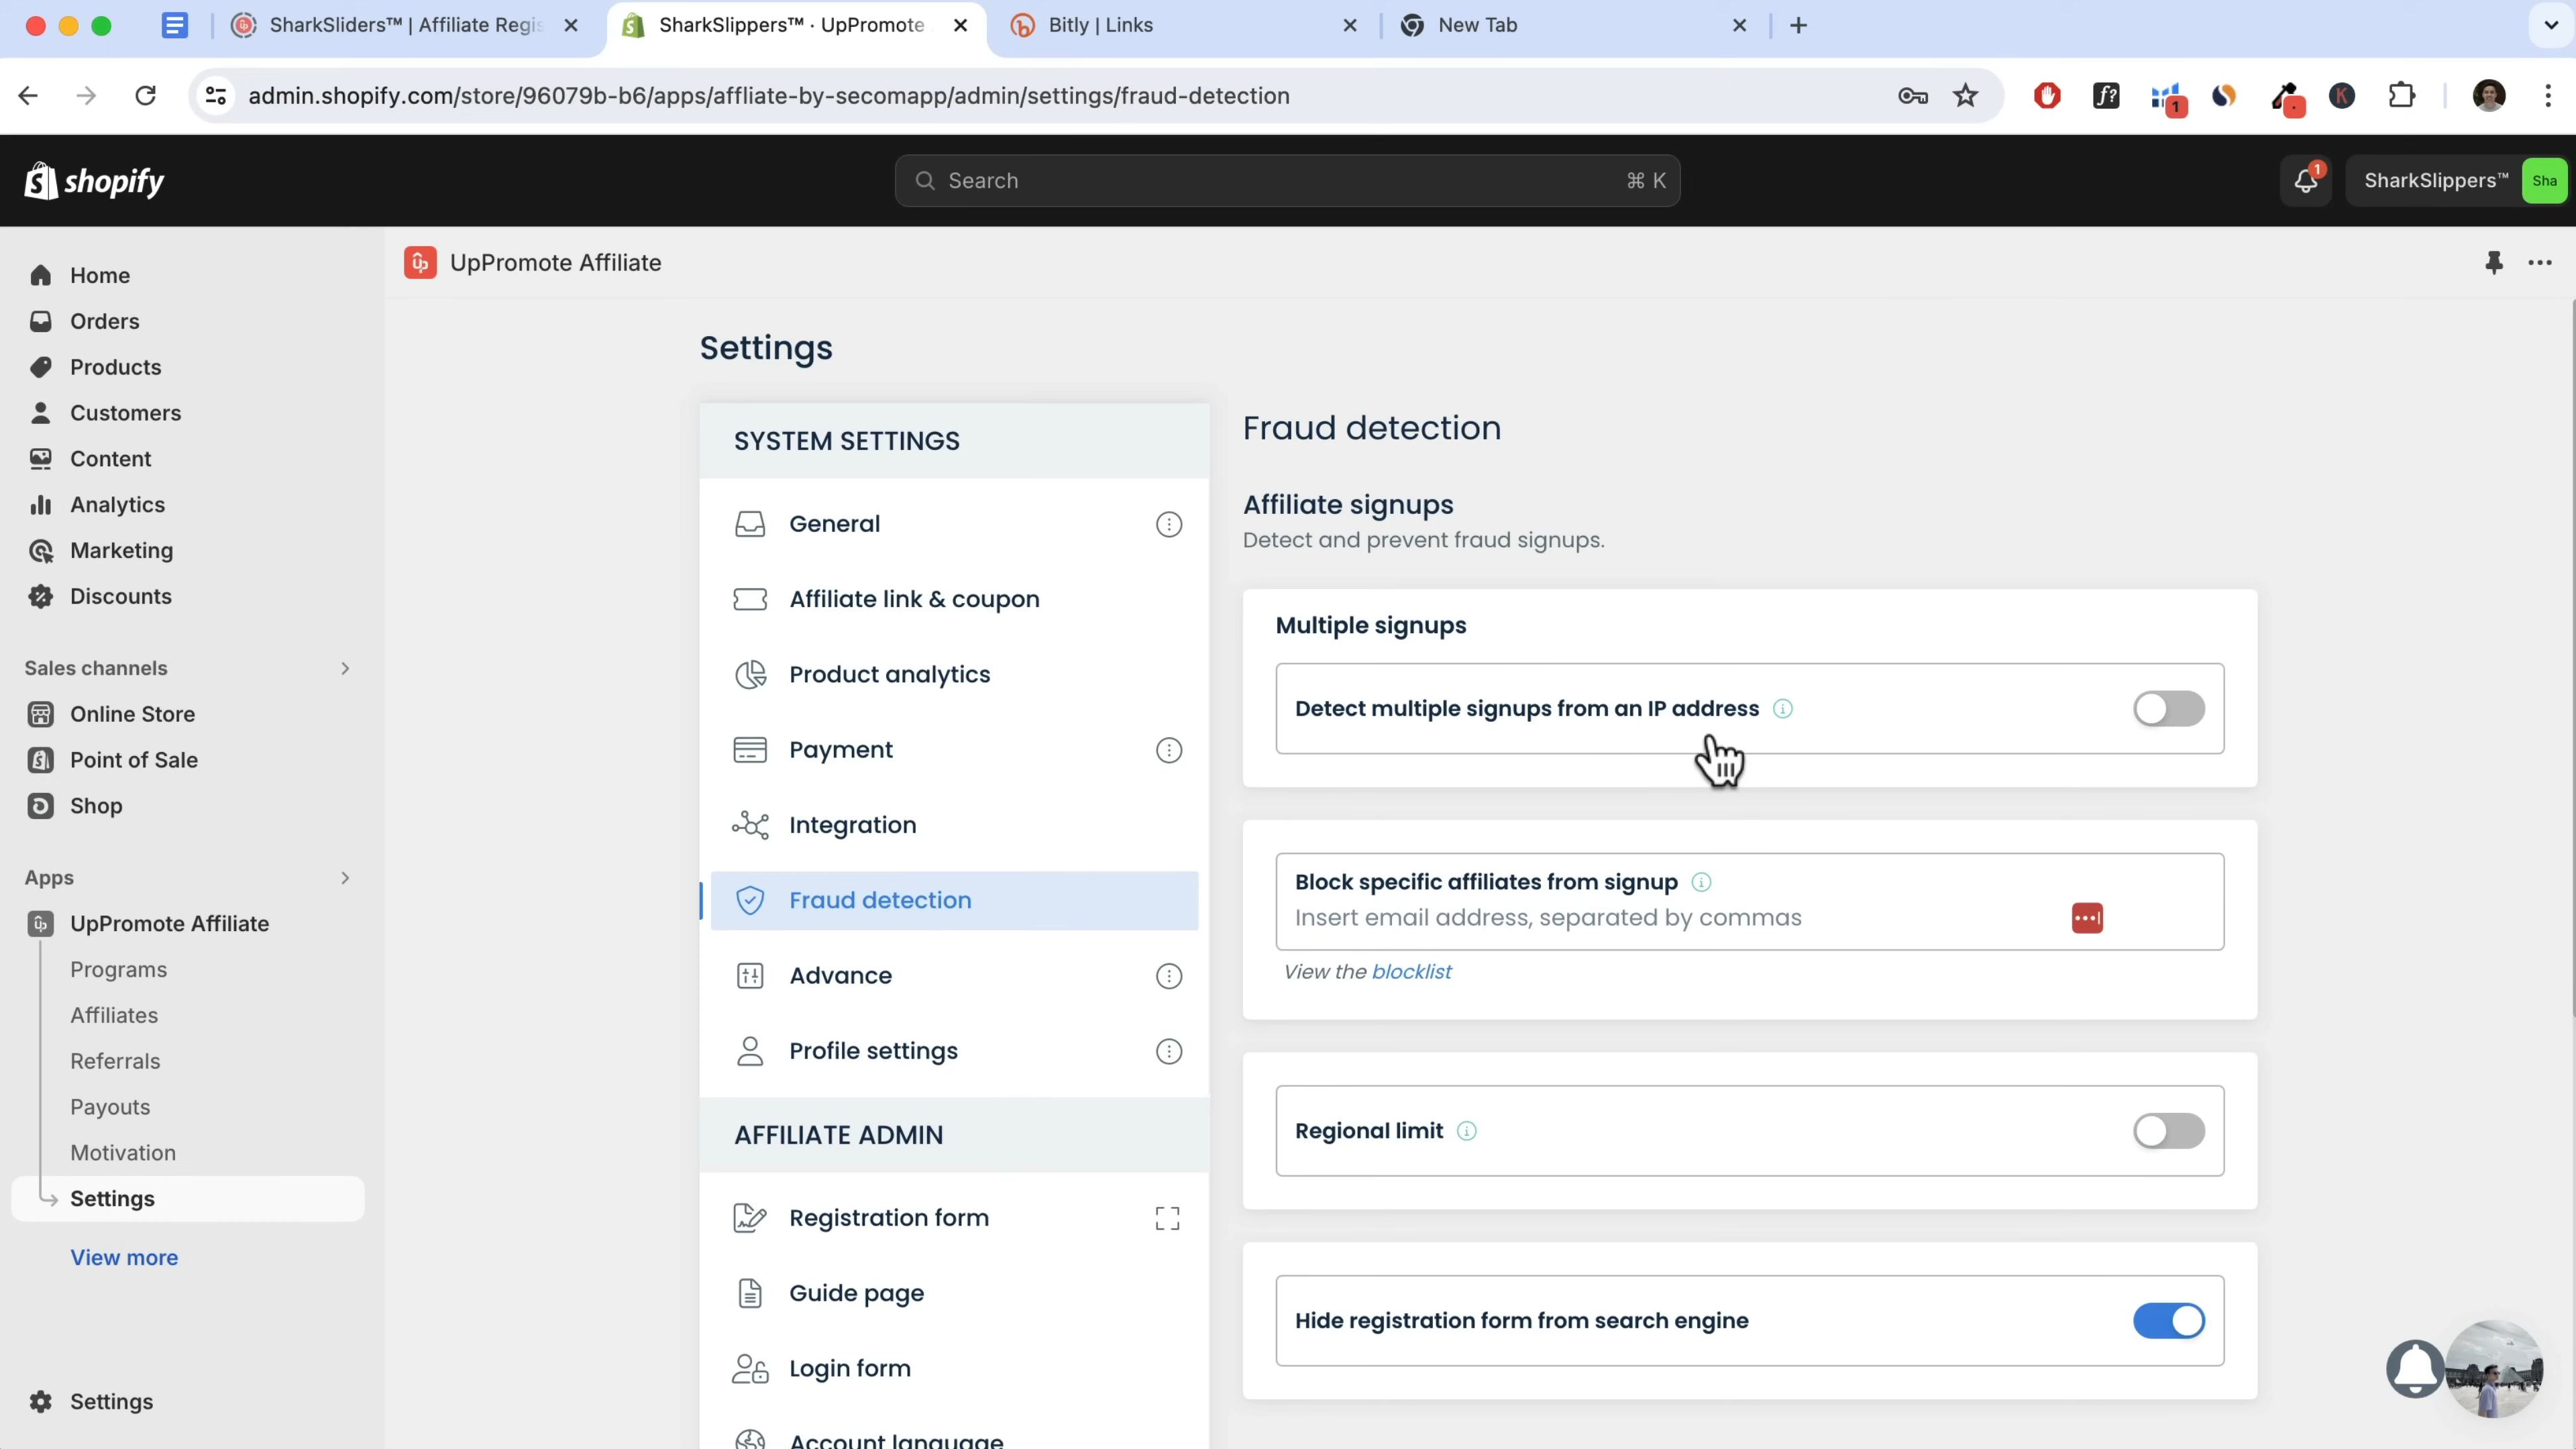 SharkSliders™ | Affiliate Regis
SharkSlippers™ · UpPromote
Bitly | Links
New Tab
admin.shopify.com/store/96079b-b6/apps/affliate-by-secomapp/admin/settings/fraud-detection
f?
1
K
shopify
Search
⌘ K
1
SharkSlippers™
Sha
Home
Orders
Products
Customers
Content
Analytics
Marketing
Discounts
Sales channels
Online Store
Point of Sale
Shop
Apps
UpPromote Affiliate
Programs
Affiliates
Referrals
Payouts
Motivation
Settings
View more
Settings
UpPromote Affiliate
Settings
SYSTEM SETTINGS
General
Affiliate link & coupon
Product analytics
Payment
Integration
Fraud detection
Advance
Profile settings
AFFILIATE ADMIN
Registration form
Guide page
Login form
Account language
Fraud detection
Affiliate signups
Detect and prevent fraud signups.
Multiple signups
Detect multiple signups from an IP address
Block specific affiliates from signup
Insert email address, separated by commas
View the blocklist
Regional limit
Hide registration form from search engine